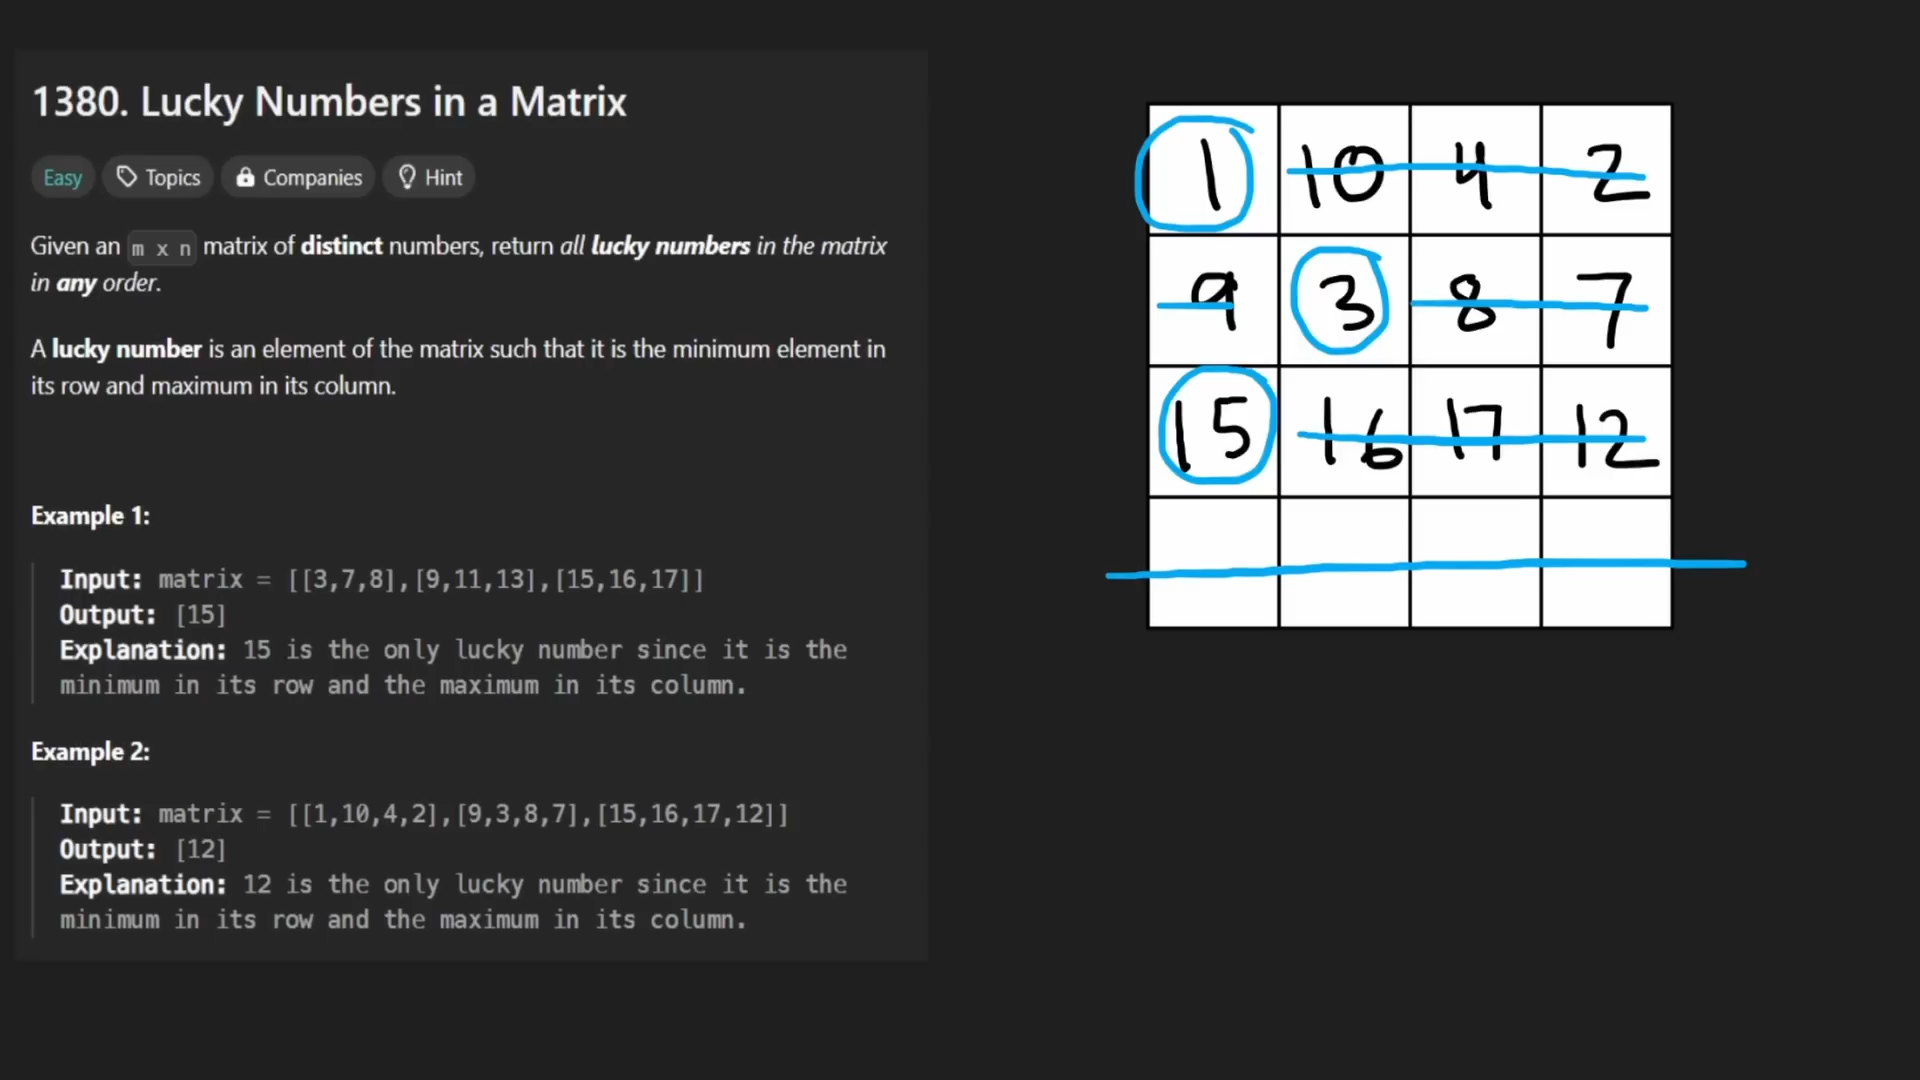 1380. Lucky Numbers in a Matrix
Easy Topics Companies Hint
Given an m x n matrix of distinct numbers, return all lucky numbers in the matrix
in any order.
A lucky number is an element of the matrix such that it is the minimum element in
its row and maximum in its column.
Example 1:
Input: matrix = [[3,7,8],[9,11,13],[15,16,17]]
Output: [15]
Explanation: 15 is the only lucky number since it is the
minimum in its row and the maximum in its column.
Example 2:
Input: matrix = [[1,10,4,2],[9,3,8,7],[15,16,17,12]]
Output: [12]
Explanation: 12 is the only lucky number since it is the
minimum in its row and the maximum in its column.
1 10 4 2
9 3 8 7
15 16 17 12